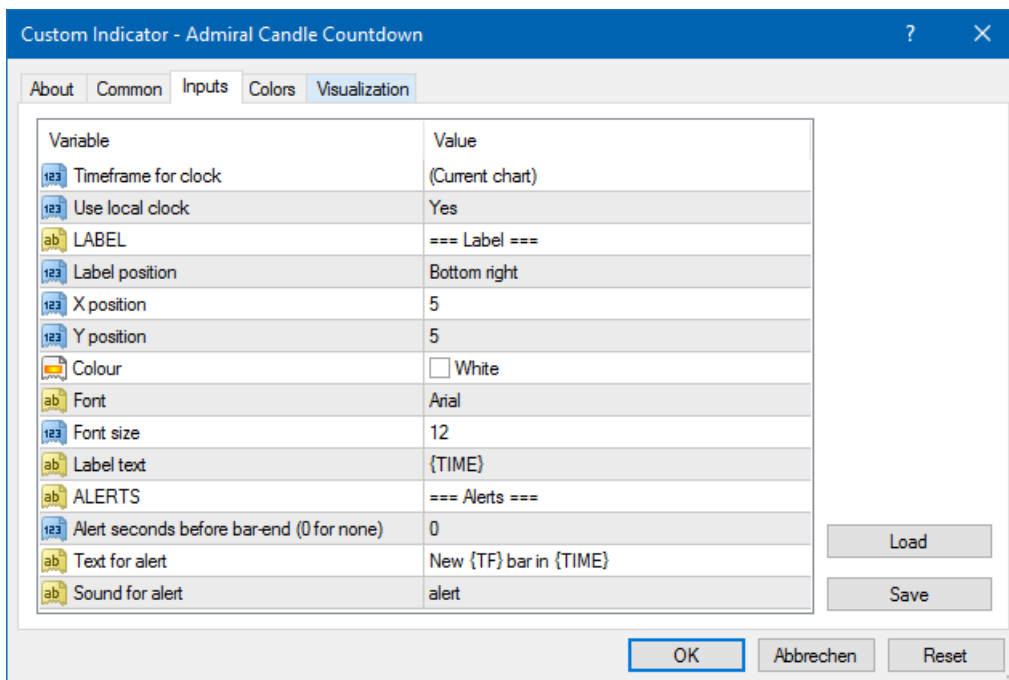 Custom Indicator - Admiral Candle Countdown
About Common Inputs Colors Visualization
Variable Value
Timeframe for clock (Current chart)
Use local clock Yes
LABEL === Label ===
Label position Bottom right
X position 5
Y position 5
Colour White
Font Arial
Font size 12
Label text {TIME}
ALERTS === Alerts ===
Alert seconds before bar-end (0 for none) 0
Text for alert New {TF} bar in {TIME}
Sound for alert alert
Load
Save
OK Abbrechen Reset